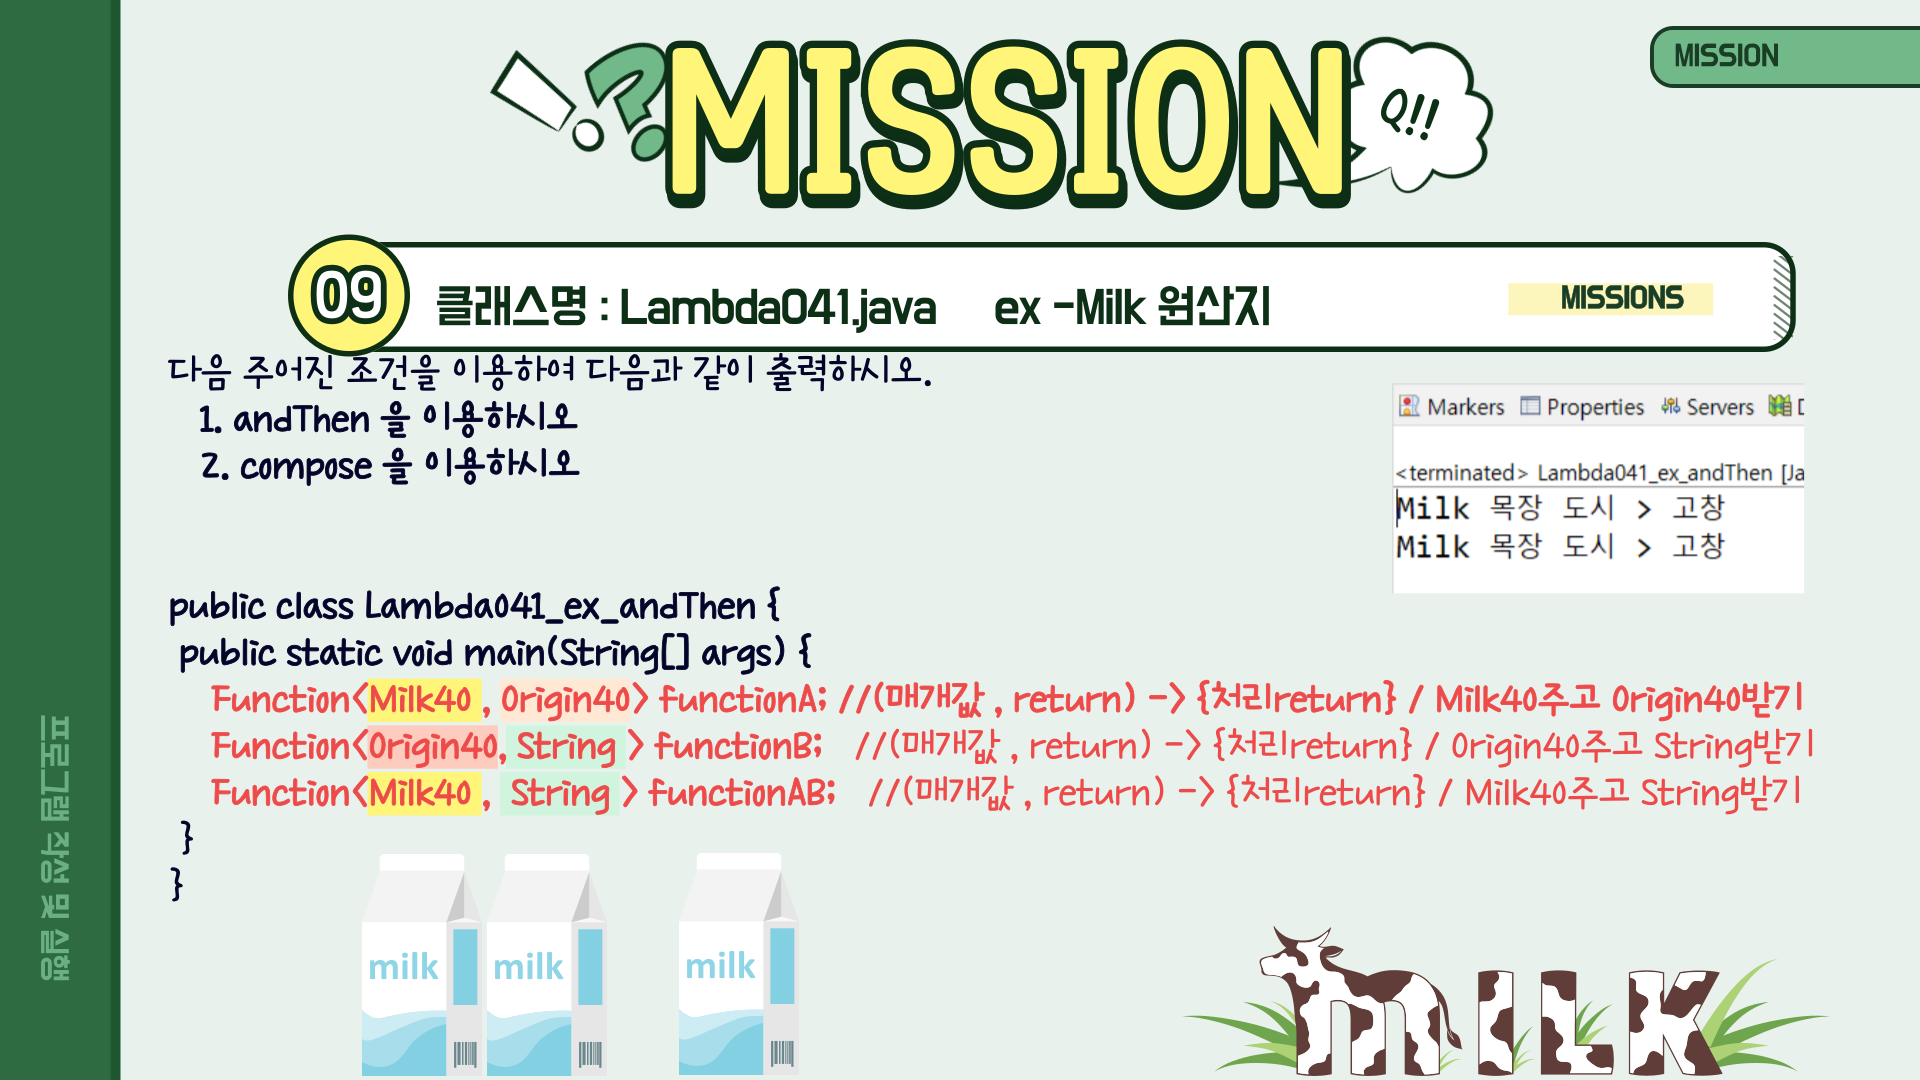 MISSION
MISSION
Q!!
09
클래스명 : Lambda041.java ex -Milk 원산지
MISSIONS
다음 주어진 조건을 이용하여 다음과 같이 출력하시오.
1. andThen 을 이용하시오
2. compose 을 이용하시오
Markers Properties Servers
<terminated> Lambda041_ex_andThen [Ja
Milk 목장 도시 > 고창
Milk 목장 도시 > 고창
public class Lambda041_ex_andThen {
public static void main(String[] args) {
Function<Milk40 , Origin40> functionA; //(매개값 , return) -> {처리return} / Milk40주고 Origin40받기
Function<Origin40, String > functionB; //(매개값 , return) -> {처리return} / Origin40주고 String받기
Function<Milk40 , String > functionAB; //(매개값 , return) -> {처리return} / Milk40주고 String받기
}
}
프로그램 작성 및 실행
milk
milk
milk
MILK